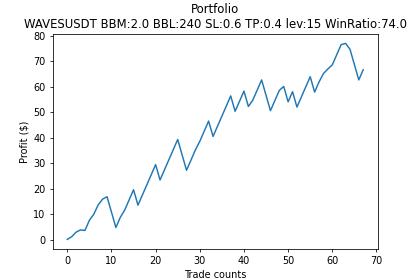 Portfolio
WAVESUSDT BBM:2.0 BBL:240 SL:0.6 TP:0.4 lev:15 WinRatio:74.0
80
70
60
50
40
30
20
10
0
Profit ($)
0 10 20 30 40 50 60 70
Trade counts